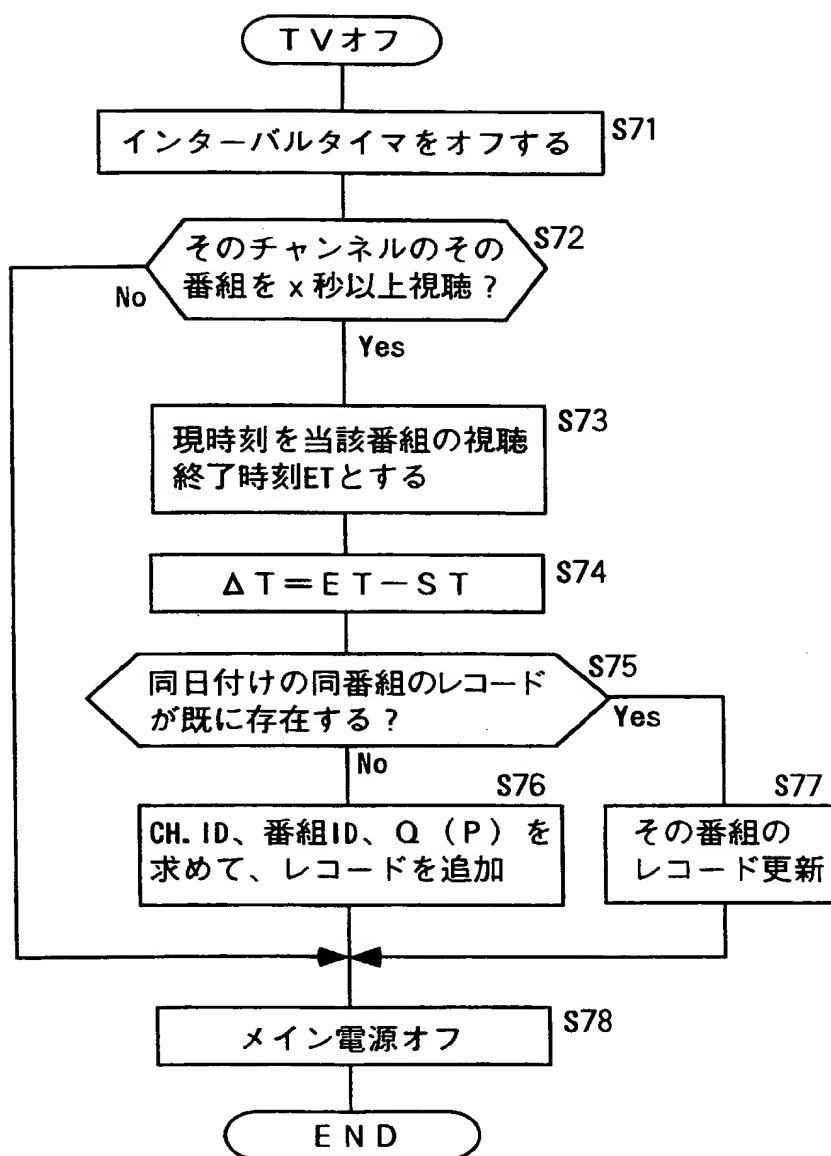 TVオフ
インターバルタイマをオフする
S71
そのチャンネルのその
番組をx秒以上視聴?
S72
No
Yes
現時刻を当該番組の視聴
終了時刻ETとする
S73
ΔT=ET-ST
S74
同日付けの同番組のレコード
が既に存在する?
S75
Yes
No
S76
CH.ID、番組ID、Q(P)を
求めて、レコードを追加
S77
その番組の
レコード更新
メイン電源オフ
S78
END